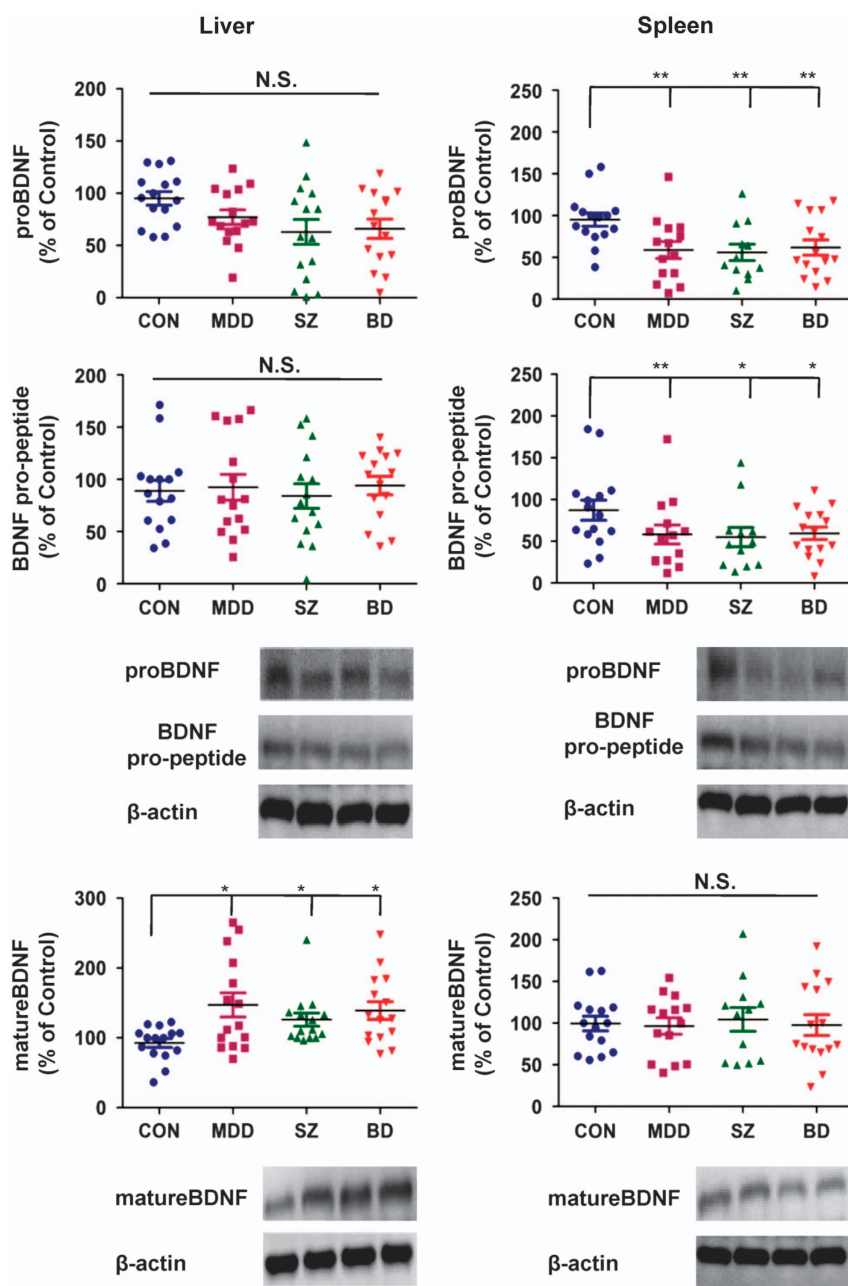 Liver
Spleen
N.S.
200
150
100
50
0
proBDNF
(% of Control)
CON MDD SZ BD
** ** **
250
200
150
100
50
0
proBDNF
(% of Control)
CON MDD SZ BD
N.S.
200
150
100
50
0
BDNF pro-peptide
(% of Control)
CON MDD SZ BD
** * *
250
200
150
100
50
0
BDNF pro-peptide
(% of Control)
CON MDD SZ BD
proBDNF
BDNF
pro-peptide
β-actin
proBDNF
BDNF
pro-peptide
β-actin
* * *
300
200
100
0
matureBDNF
(% of Control)
CON MDD SZ BD
N.S.
250
200
150
100
50
0
matureBDNF
(% of Control)
CON MDD SZ BD
matureBDNF
β-actin
matureBDNF
β-actin